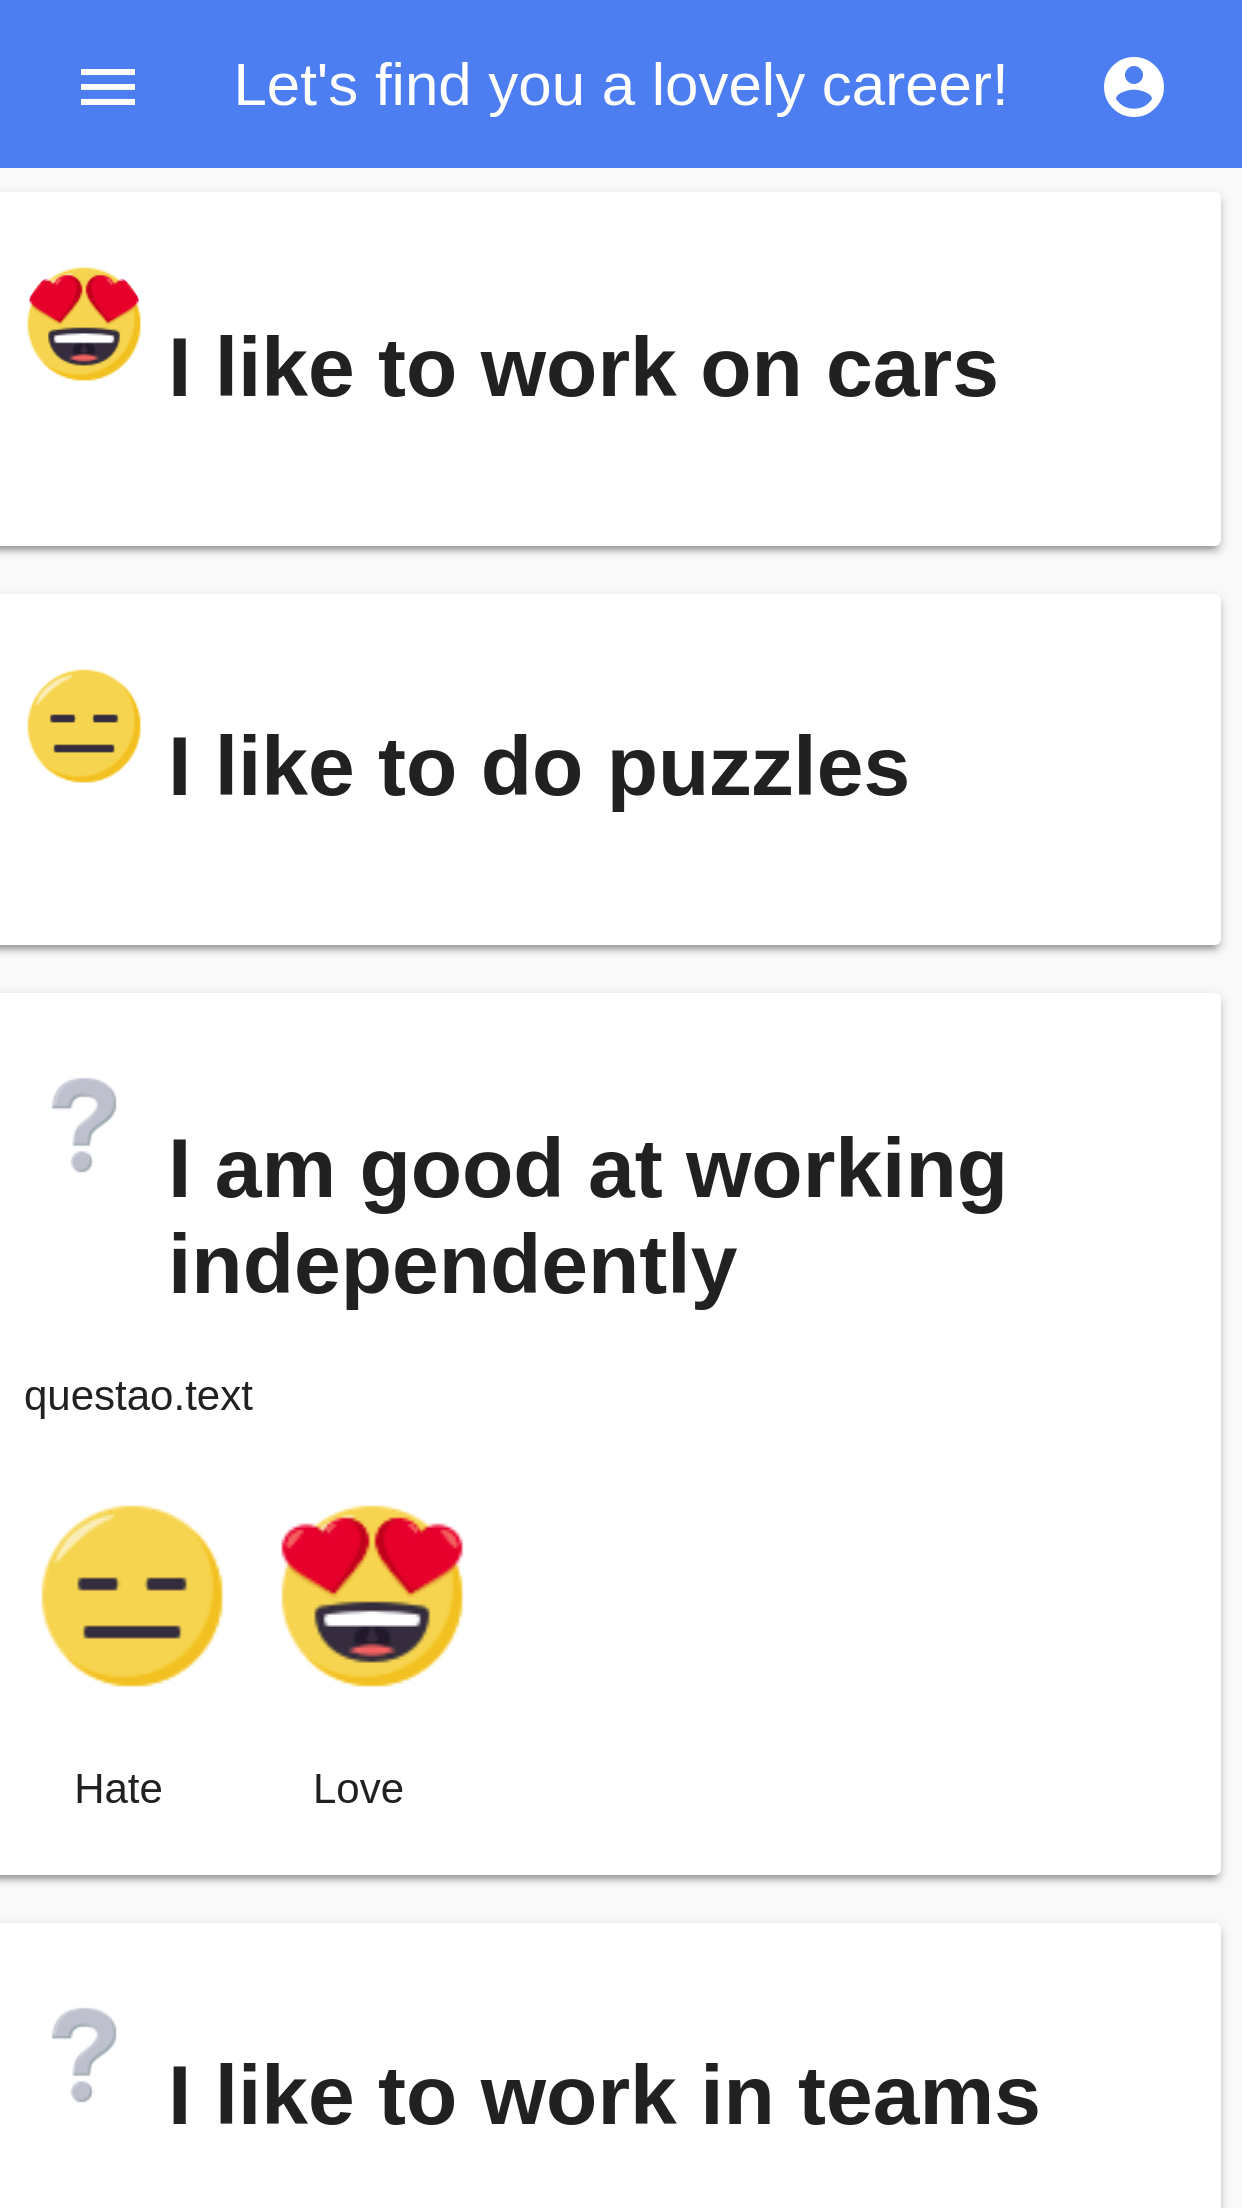 Let's find you a lovely career!
I like to work on cars
I like to do puzzles
I am good at working
independently
questao.text
Hate Love
I like to work in teams